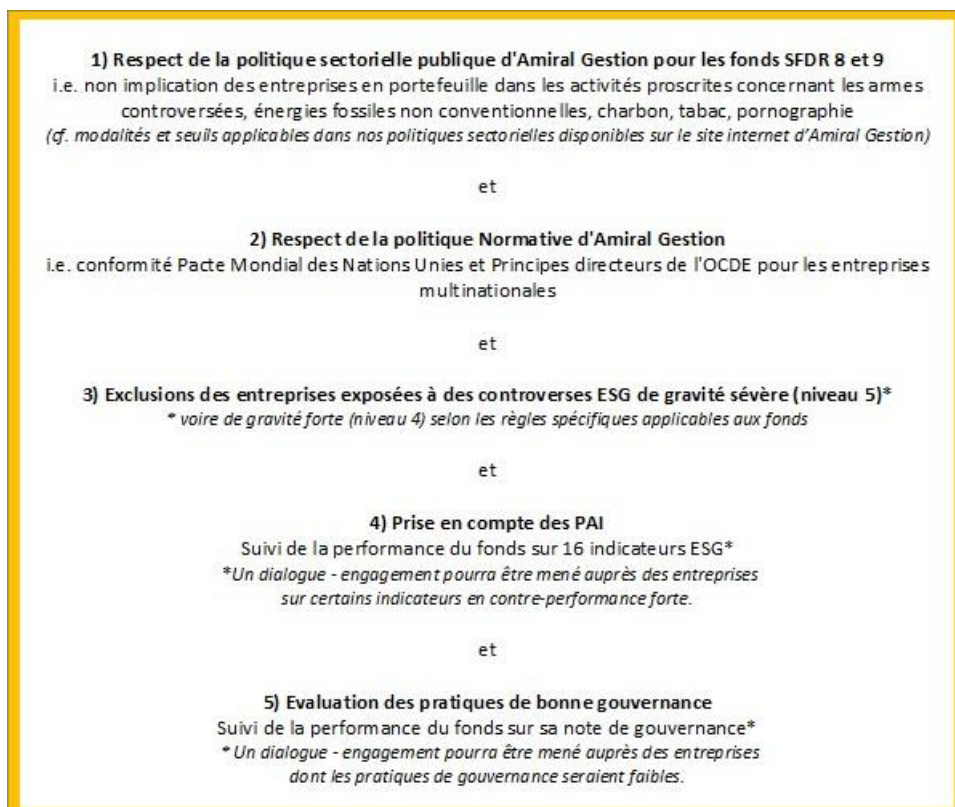 1) Respect de la politique sectorielle publique d'Amiral Gestion pour les fonds SFDR 8 et 9
i.e. non implication des entreprises en portefeuille dans les activités proscrites concernant les armes
controversées, énergies fossiles non conventionnelles, charbon, tabac, pornographie
(cf. modalités et seuils applicables dans nos politiques sectorielles disponibles sur le site internet d'Amiral Gestion)
et
2) Respect de la politique Normative d'Amiral Gestion
i.e. conformité Pacte Mondial des Nations Unies et Principes directeurs de l'OCDE pour les entreprises
multinationales
et
3) Exclusions des entreprises exposées à des controverses ESG de gravité sévère (niveau 5)*
* voire de gravité forte (niveau 4) selon les règles spécifiques applicables aux fonds
et
4) Prise en compte des PAI
Suivi de la performance du fonds sur 16 indicateurs ESG*
*Un dialogue - engagement pourra être mené auprès des entreprises
sur certains indicateurs en contre-performance forte.
et
5) Evaluation des pratiques de bonne gouvernance
Suivi de la performance du fonds sur sa note de gouvernance*
* Un dialogue - engagement pourra être mené auprès des entreprises
dont les pratiques de gouvernance seraient faibles.